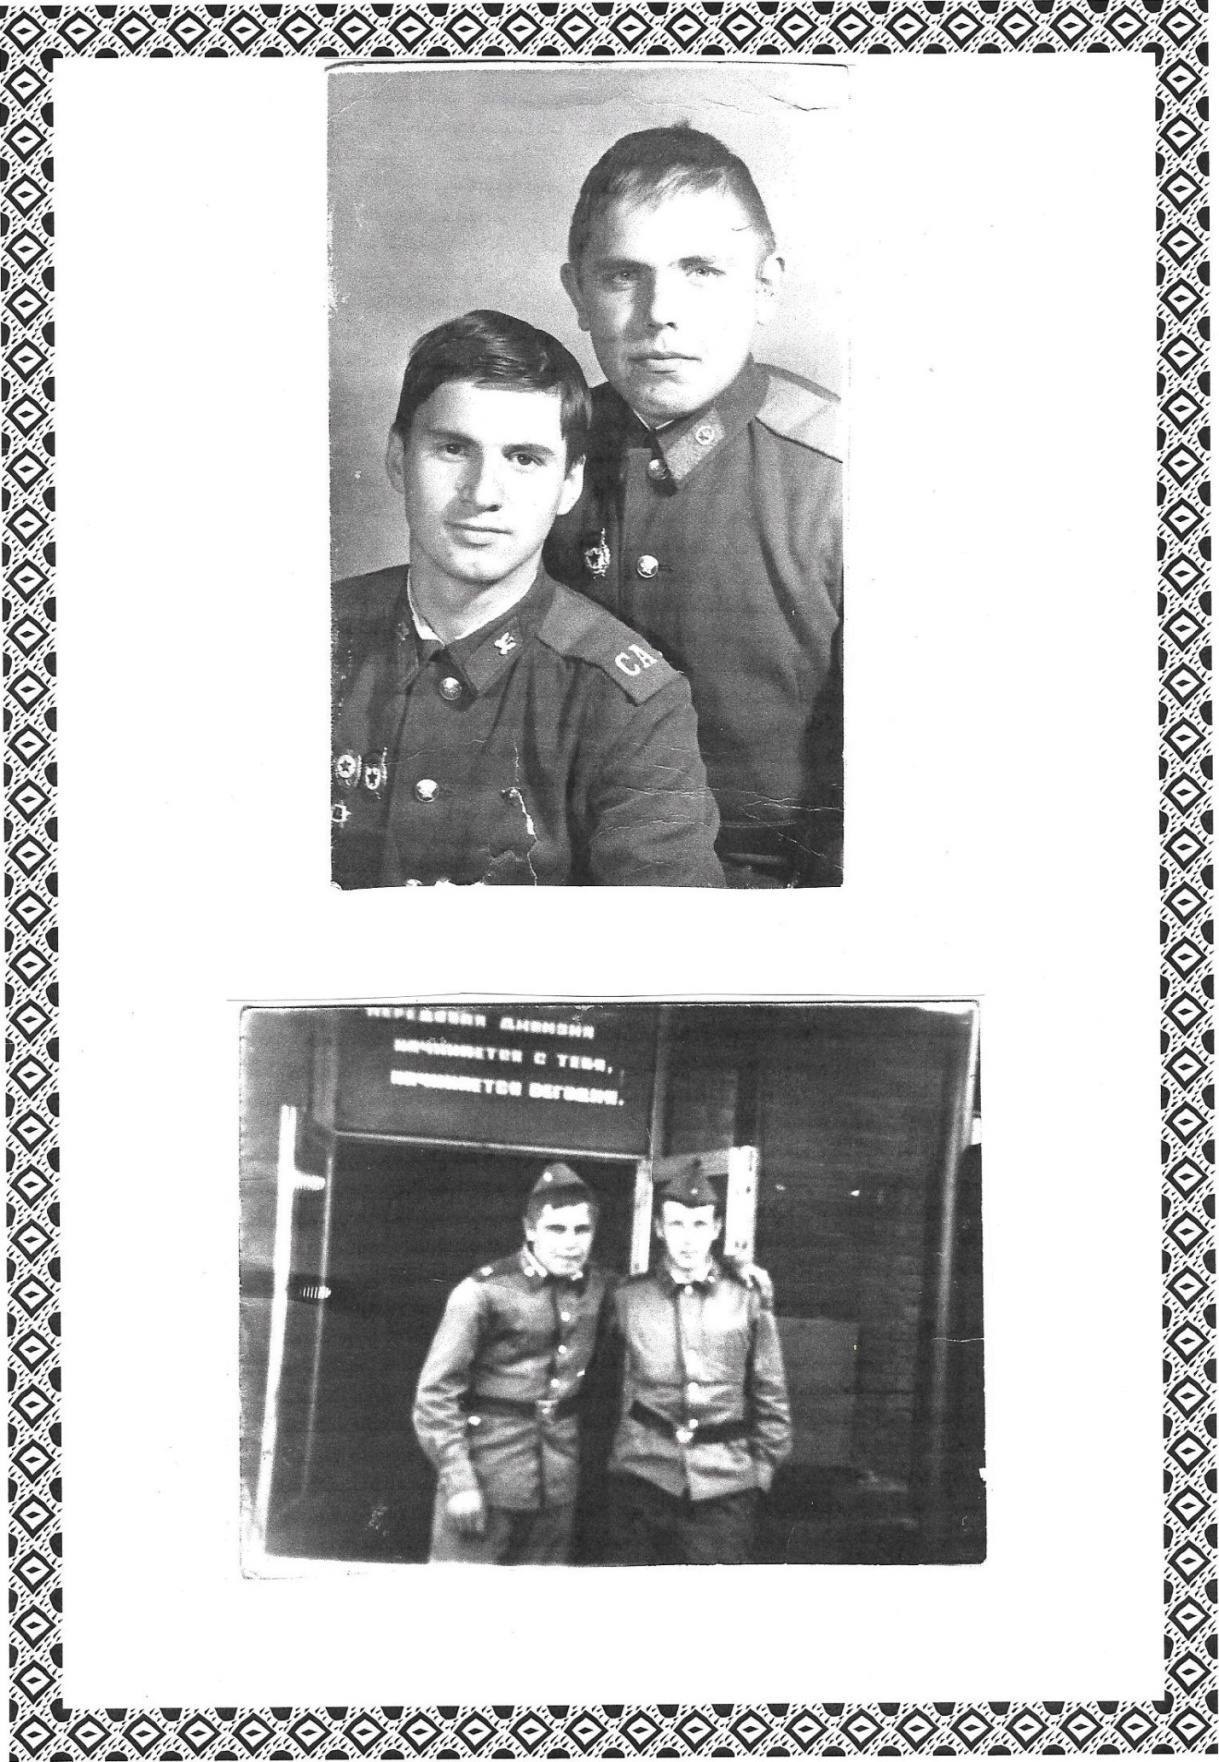 СА
ПЕРЕДОВАЯ ДИВИЗИЯ
НАЧИНАЕТСЯ С ТЕБЯ,
НАЧИНАЕТСЯ СЕГОДНЯ.